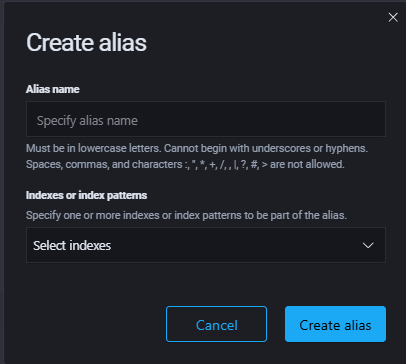 Create alias
Alias name
Specify alias name
Must be in lowercase letters. Cannot begin with underscores or hyphens.
Spaces, commas, and characters :, ", *, +, /, , |, ?, #, > are not allowed.
Indexes or index patterns
Specify one or more indexes or index patterns to be part of the alias.
Select indexes
Cancel
Create alias